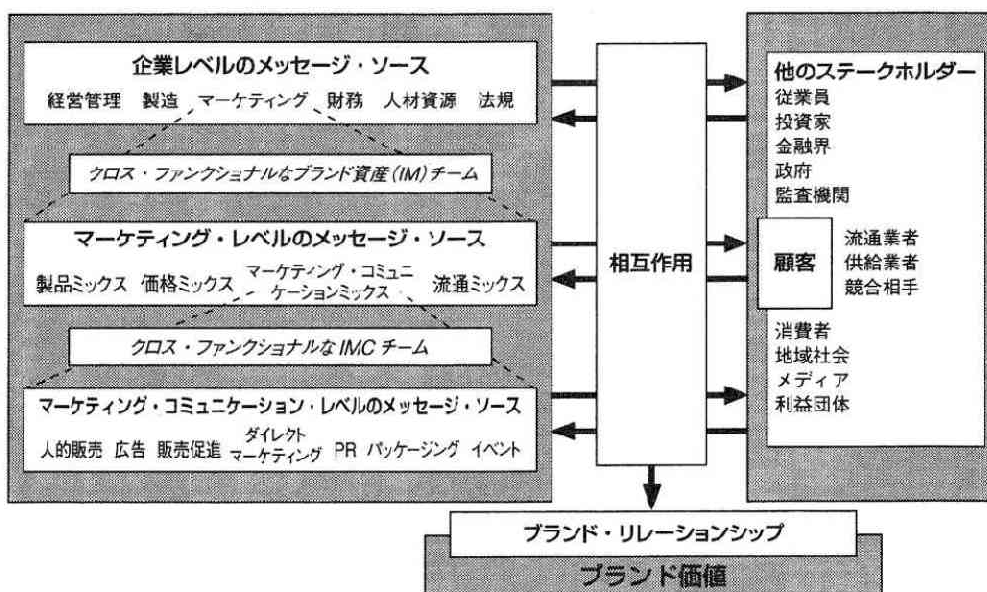 企業レベルのメッセージ・ソース
経営管理 製造 マーケティング 財務 人材資源 法規
クロス・ファンクショナルなブランド資産(IM)チーム
マーケティング・レベルのメッセージ・ソース
製品ミックス 価格ミックス マーケティング・コミュニ
ケーションミックス 流通ミックス
クロス・ファンクショナルなIMCチーム
マーケティング・コミュニケーション・レベルのメッセージ・ソース
人的販売 広告 販売促進 ダイレクト
マーケティング PR パッケージング イベント
相互作用
他のステークホルダー
従業員
投資家
金融界
政府
監査機関
顧客
流通業者
供給業者
競合相手
消費者
地域社会
メディア
利益団体
ブランド・リレーションシップ
ブランド価値